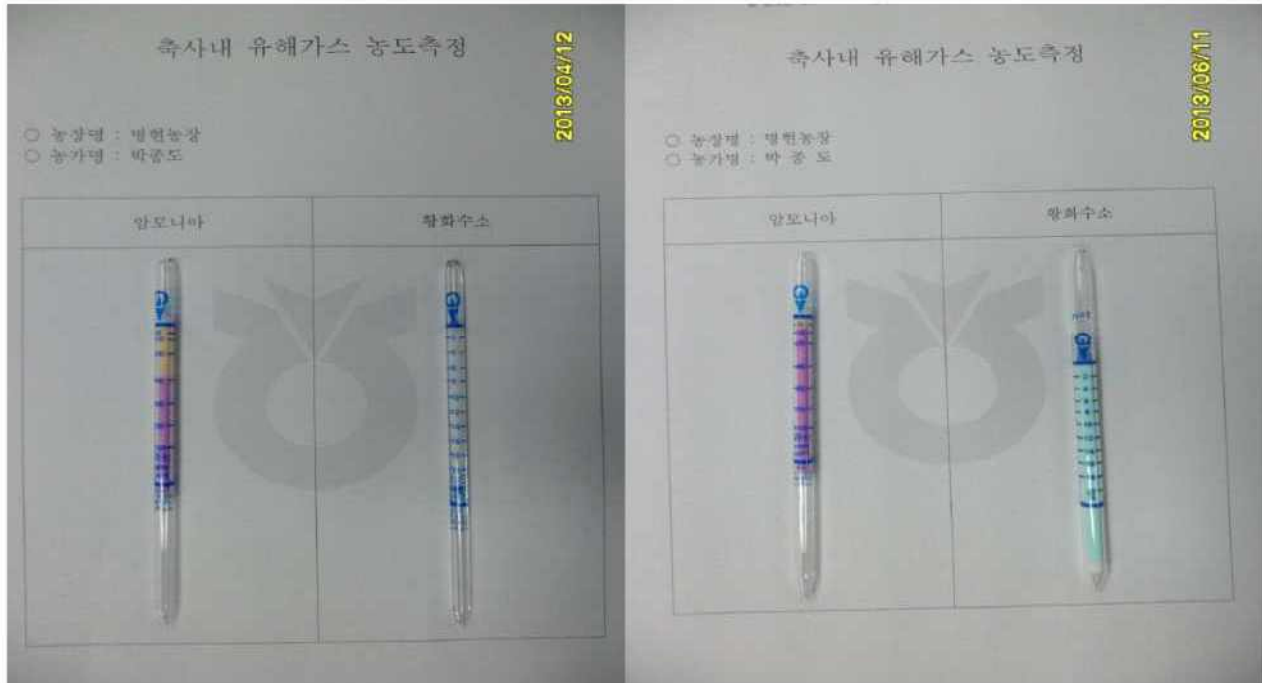 축사내 유해가스 농도측정
2013/04/12
○ 농장명 : 명현농장
○ 농가명 : 박종도
암모니아
황화수소
축사내 유해가스 농도측정
2013/06/11
○ 농장명 : 명현농장
○ 농가명 : 박 종 도
암모니아
황화수소